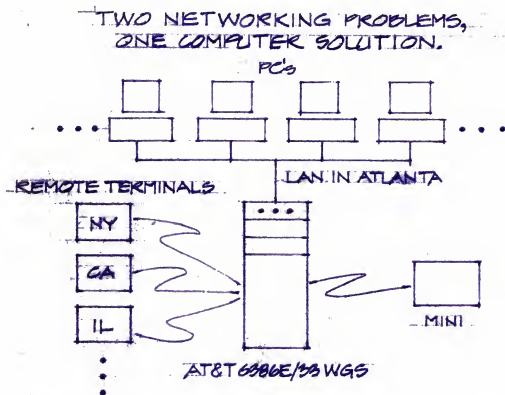 TWO NETWORKING PROBLEMS,
ONE COMPUTER SOLUTION.
PC's
LAN IN ATLANTA
REMOTE TERMINALS
NY
CA
IL
MINI
AT&T 6386E/33 WGS